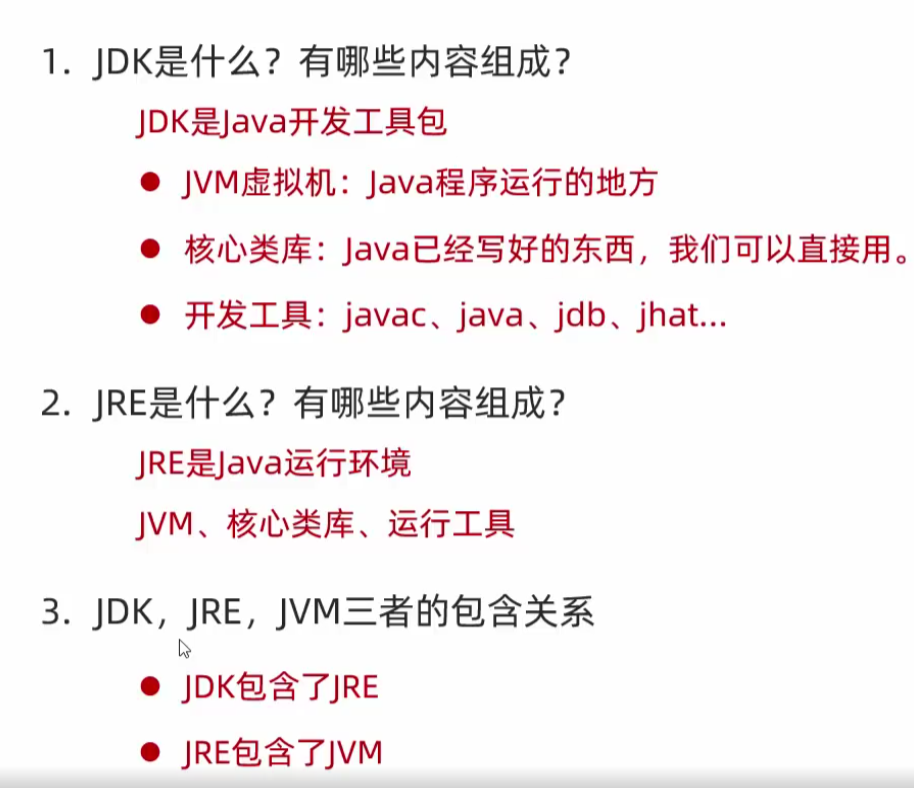 1. JDK是什么？有哪些内容组成？
JDK是Java开发工具包
● JVM虚拟机：Java程序运行的地方
● 核心类库：Java已经写好的东西，我们可以直接用。
● 开发工具：javac、java、jdb、jhat...
2. JRE是什么？有哪些内容组成？
JRE是Java运行环境
JVM、核心类库、运行工具
3. JDK，JRE，JVM三者的包含关系
● JDK包含了JRE
● JRE包含了JVM